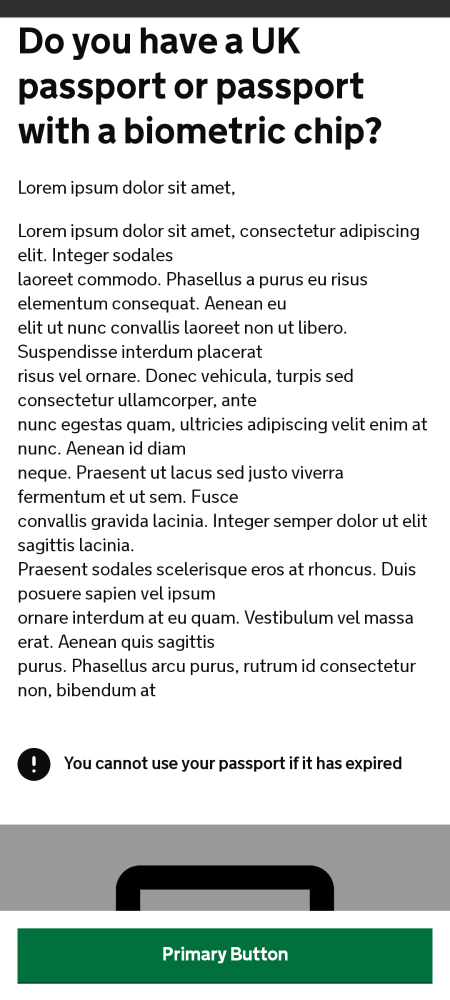 Do you have a UK
passport or passport
with a biometric chip?
Lorem ipsum dolor sit amet,
Lorem ipsum dolor sit amet, consectetur adipiscing
elit. Integer sodales
laoreet commodo. Phasellus a purus eu risus
elementum consequat. Aenean eu
elit ut nunc convallis laoreet non ut libero.
Suspendisse interdum placerat
risus vel ornare. Donec vehicula, turpis sed
consectetur ullamcorper, ante
nunc egestas quam, ultricies adipiscing velit enim at
nunc. Aenean id diam
neque. Praesent ut lacus sed justo viverra
fermentum et ut sem. Fusce
convallis gravida lacinia. Integer semper dolor ut elit
sagittis lacinia.
Praesent sodales scelerisque eros at rhoncus. Duis
posuere sapien vel ipsum
ornare interdum at eu quam. Vestibulum vel massa
erat. Aenean quis sagittis
purus. Phasellus arcu purus, rutrum id consectetur
non, bibendum at
! You cannot use your passport if it has expired
Primary Button